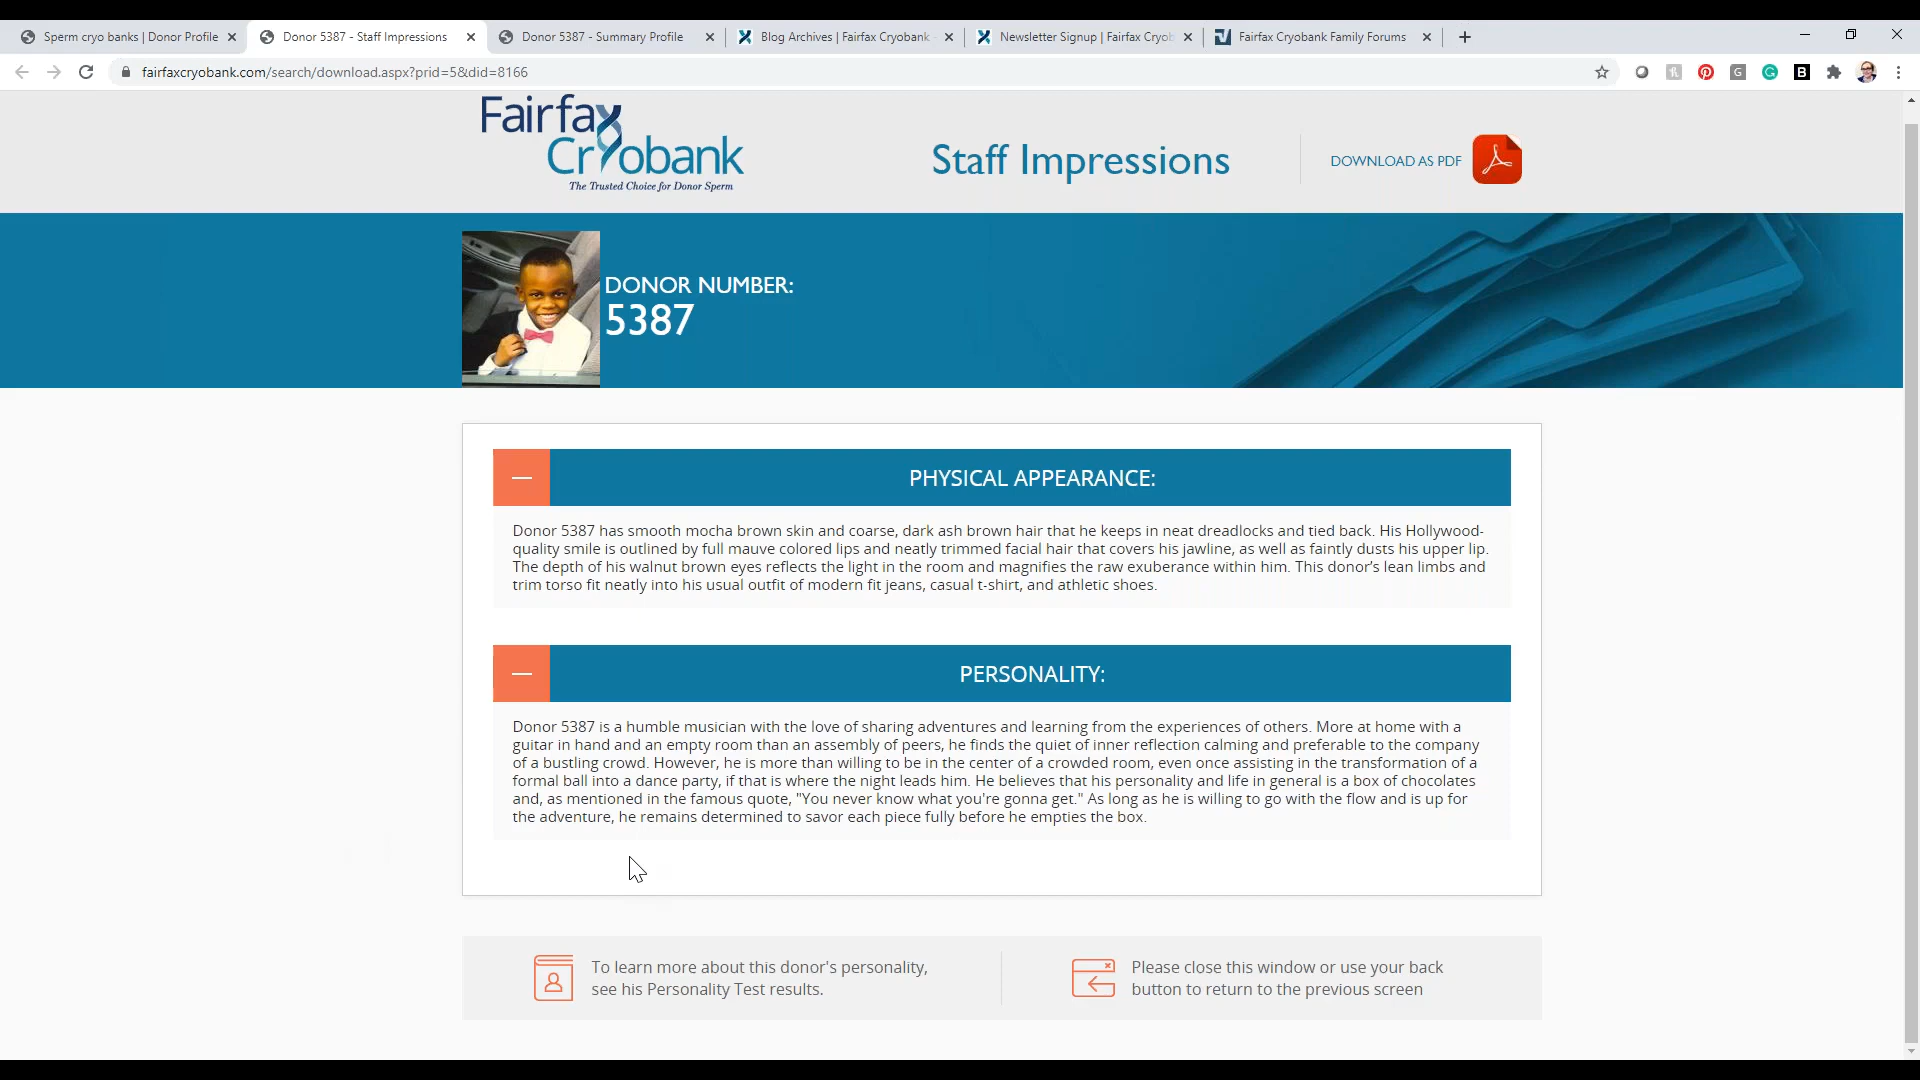 Sperm cryo banks | Donor Profile
Donor 5387 - Staff Impressions
Donor 5387 - Summary Profile
Blog Archives | Fairfax Cryobank
Newsletter Signup | Fairfax Cryob
Fairfax Cryobank Family Forums
fairfaxcryobank.com/search/download.aspx?prid=5&did=8166
Fairfax
Cryobank
The Trusted Choice for Donor Sperm
Staff Impressions
DOWNLOAD AS PDF
DONOR NUMBER:
5387
PHYSICAL APPEARANCE:
Donor 5387 has smooth mocha brown skin and coarse, dark ash brown hair that he keeps in neat dreadlocks and tied back. His Hollywood-
quality smile is outlined by full mauve colored lips and neatly trimmed facial hair that covers his jawline, as well as faintly dusts his upper lip.
The depth of his walnut brown eyes reflects the light in the room and magnifies the raw exuberance within him. This donor's lean limbs and
trim torso fit neatly into his usual outfit of modern fit jeans, casual t-shirt, and athletic shoes.
PERSONALITY:
Donor 5387 is a humble musician with the love of sharing adventures and learning from the experiences of others. More at home with a
guitar in hand and an empty room than an assembly of peers, he finds the quiet of inner reflection calming and preferable to the company
of a bustling crowd. However, he is more than willing to be in the center of a crowded room, even once assisting in the transformation of a
formal ball into a dance party, if that is where the night leads him. He believes that his personality and life in general is a box of chocolates
and, as mentioned in the famous quote, "You never know what you're gonna get." As long as he is willing to go with the flow and is up for
the adventure, he remains determined to savor each piece fully before he empties the box.
To learn more about this donor's personality,
see his Personality Test results.
Please close this window or use your back
button to return to the previous screen